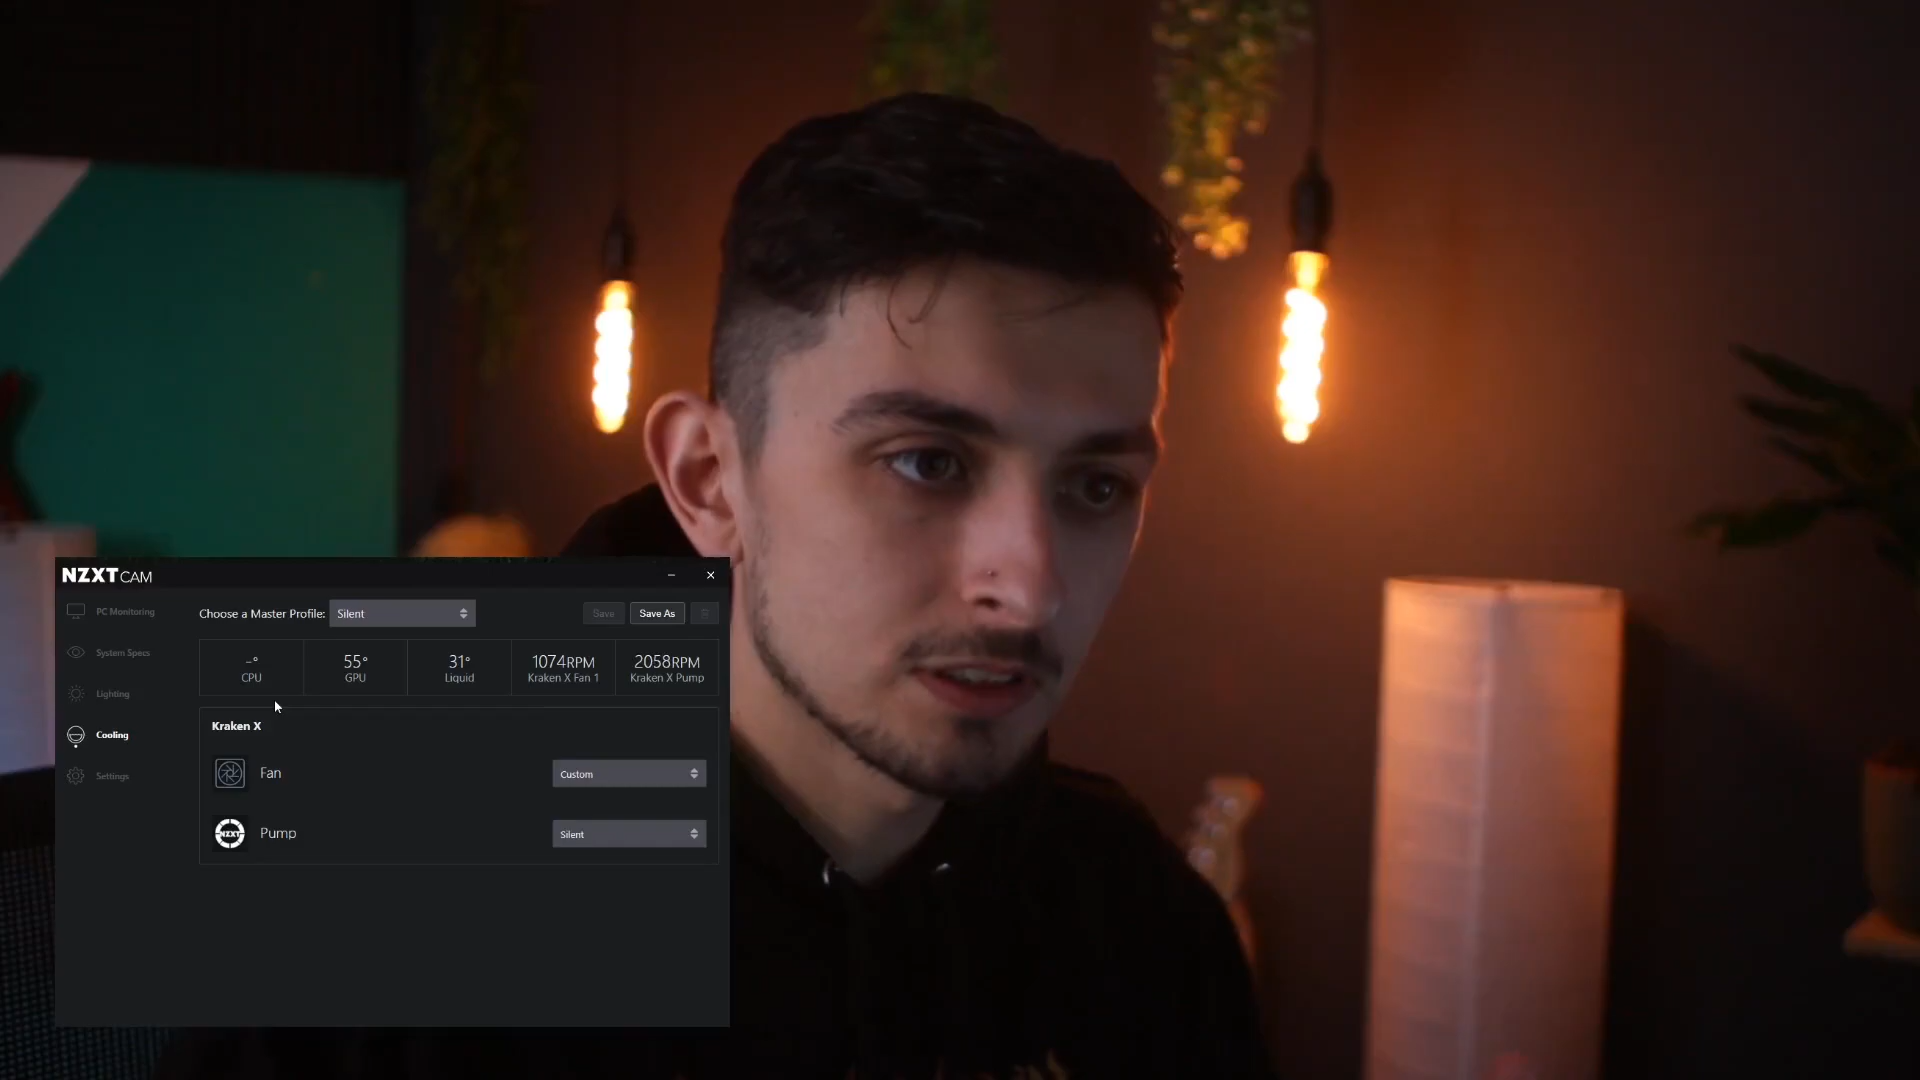 NZXT CAM
PC Monitoring
System Specs
Lighting
Cooling
Settings
Choose a Master Profile: Silent
Save
Save As
-° 55° 31° 1074RPM 2058RPM
CPU GPU Liquid Kraken X Fan 1 Kraken X Pump
Kraken X
Fan Custom
NZXT Pump Silent